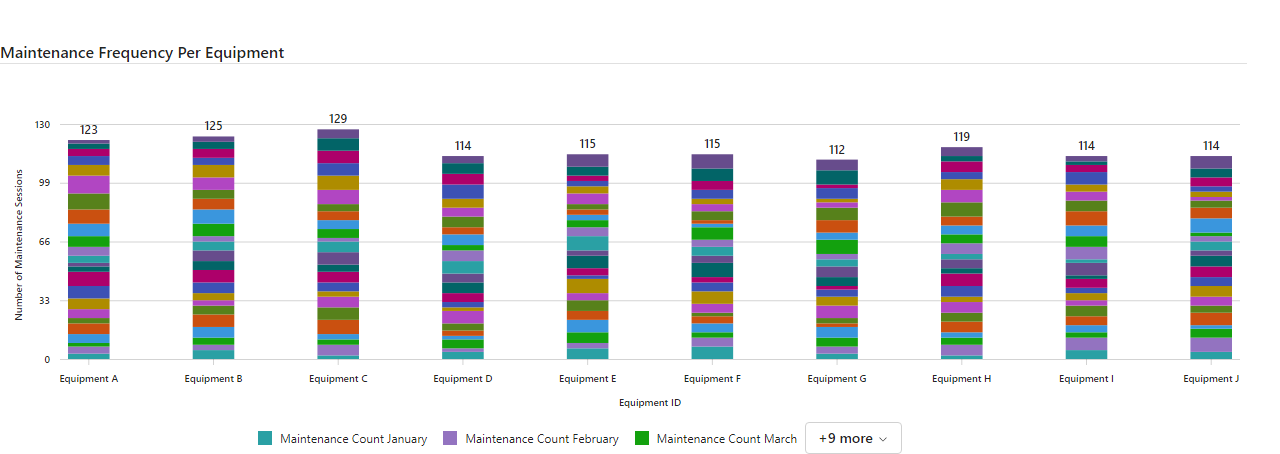 Maintenance Frequency Per Equipment
123 125 129 114 115 115 112 119 114 114
130
99
66
33
0
Number of Maintenance Sessions
Equipment A Equipment B Equipment C Equipment D Equipment E Equipment F Equipment G Equipment H Equipment I Equipment J
Equipment ID
Maintenance Count January Maintenance Count February Maintenance Count March +9 more